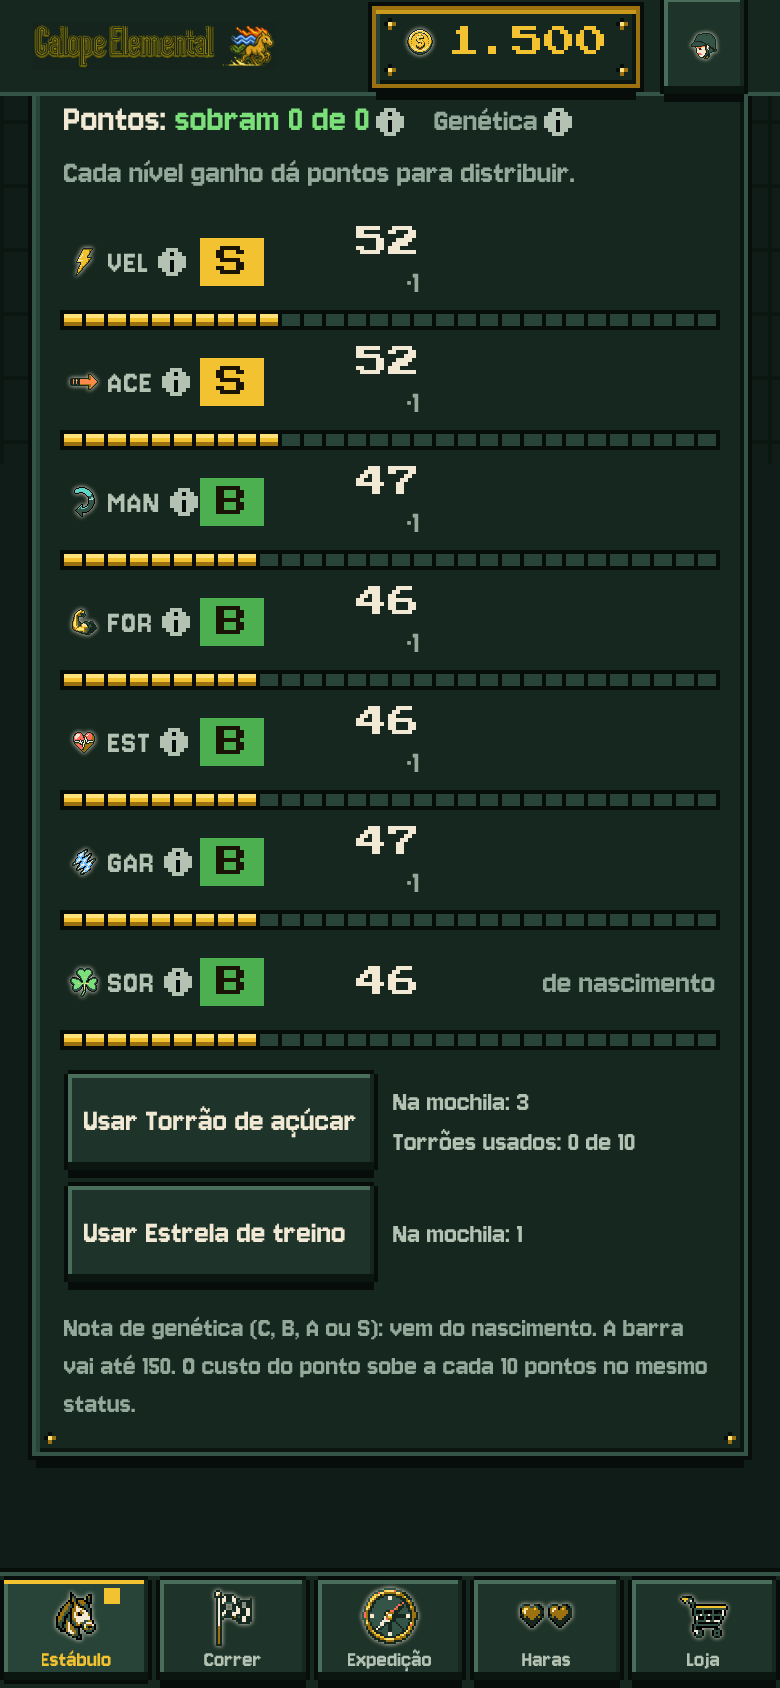 Galope Elemental
1.500
Pontos: sobram 0 de 0 Genética
Cada nível ganho dá pontos para distribuir.
VEL S 52
·1
ACE S 52
·1
MAN B 47
·1
FOR B 46
·1
EST B 46
·1
GAR B 47
·1
SOR B 46 de nascimento
Usar Torrão de açúcar
Na mochila: 3
Torrões usados: 0 de 10
Usar Estrela de treino
Na mochila: 1
Nota de genética (C, B, A ou S): vem do nascimento. A barra
vai até 150. O custo do ponto sobe a cada 10 pontos no mesmo
status.
Estábulo
Correr
Expedição
Haras
Loja